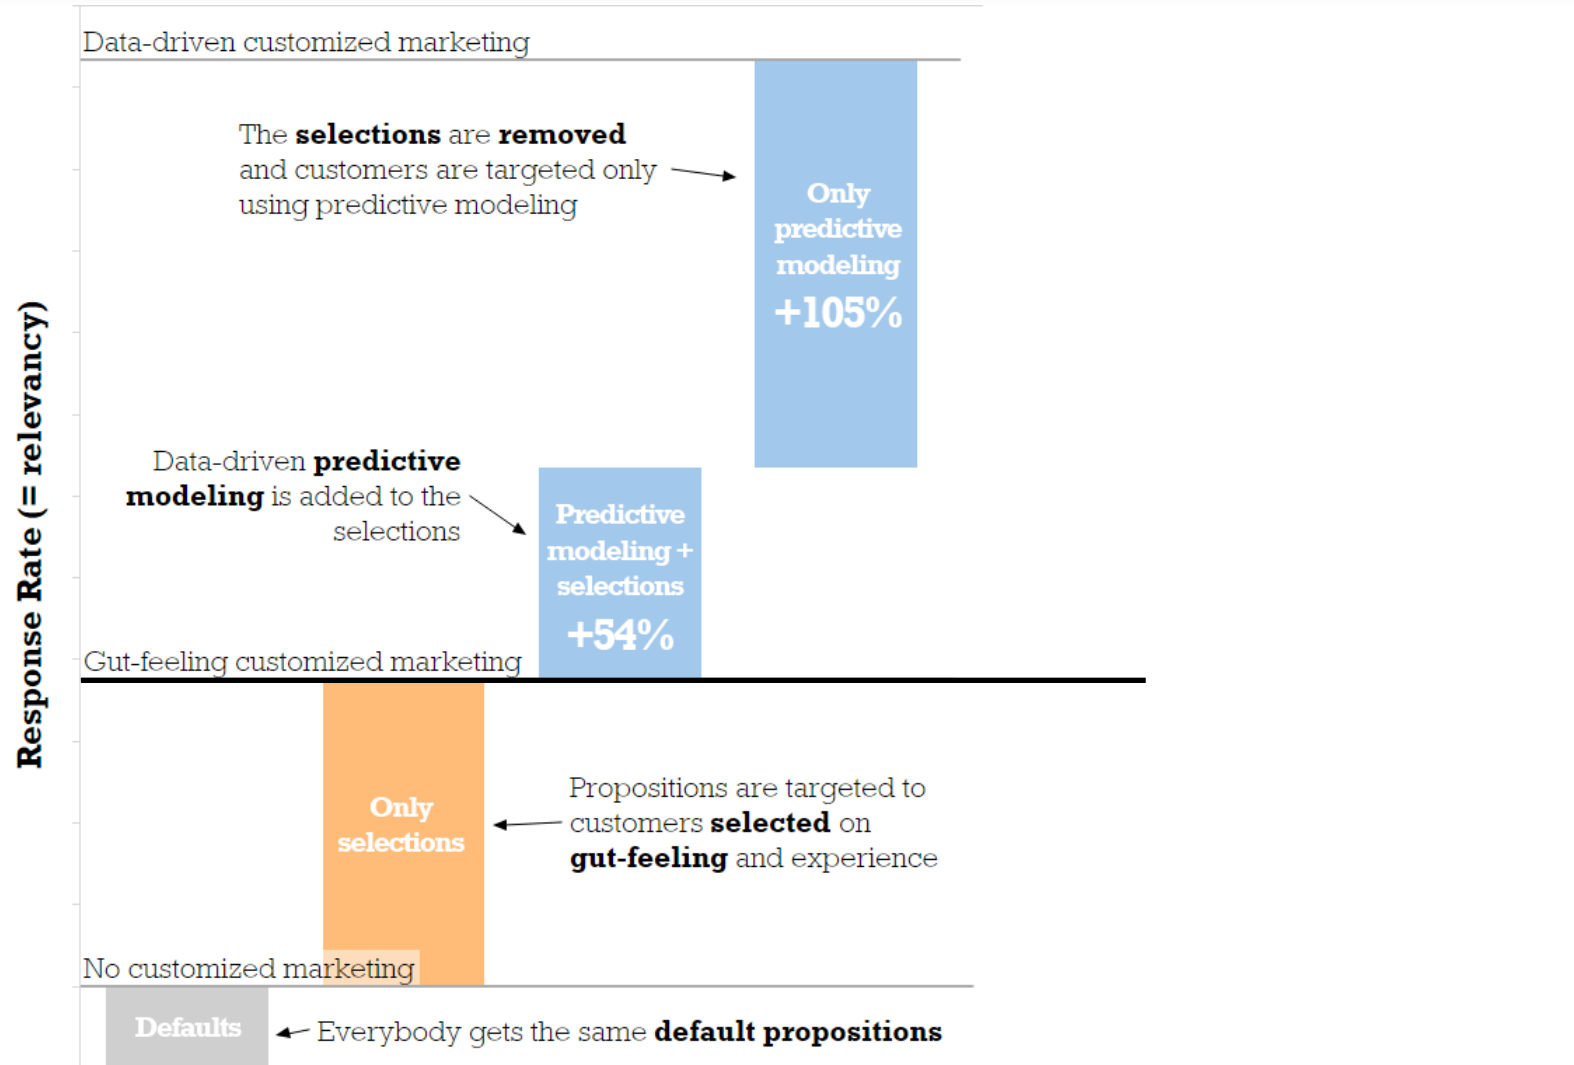 Data-driven customized marketing
The selections are removed
and customers are targeted only
using predictive modeling
Only
predictive
modeling
+105%
Response Rate (= relevancy)
Data-driven predictive
modeling is added to the
selections
Predictive
modeling +
selections
+54%
Gut-feeling customized marketing
Only
selections
Propositions are targeted to
customers selected on
gut-feeling and experience
No customized marketing
Defaults
Everybody gets the same default propositions